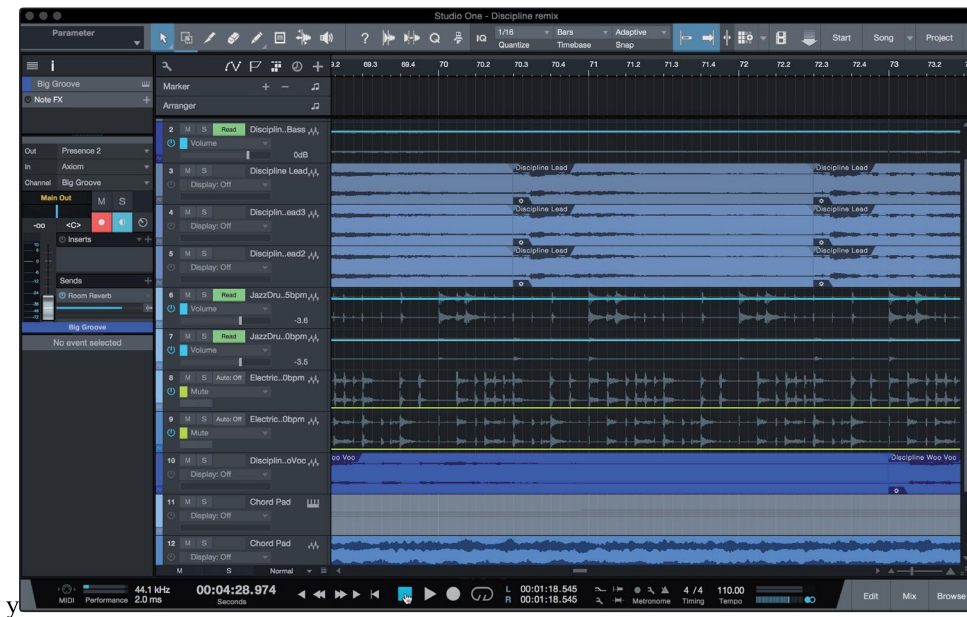 Studio One - Discipline remix
Parameter
? Q IQ 1/16 Bars Adaptive Start Song Project
Quantize Timebase Snap
i
69.3 69.4 70 70.2 70.3 70.4 71 71.2 71.3 71.4 72 72.2 72.3 72.4 73 73.2
Big Groove
Marker
Note FX
Arranger
2 M S Read Disciplin..Bass
Volume
0dB
Out Presence 2
In Axiom
Channel Big Groove
3 M S Discipline Lead
Display: Off
Discipline Lead Discipline Lead
Main Out M S
-oo <C>
4 M S Disciplin..ead3
Display: Off
Discipline Lead Discipline Lead
Inserts
5 M S Disciplin..ead2
Display: Off
Discipline Lead Discipline Lead
Sends
Room Reverb
6 M S Read JazzDru..5bpm
Volume
-3.6
Big Groove
No event selected
7 M S Read JazzDru..0bpm
Volume
-3.5
8 M S Auto: Off Electric..0bpm
Mute
9 M S Auto: Off Electric..0bpm
Mute
10 M S Disciplin..oVoc
Display: Off
oo Voc Discipline Woo Voc
11 M S Chord Pad
Display: Off
12 M S Chord Pad
Display: Off
M S Normal
44.1 kHz 00:04:28.974 L 00:01:18.545 4 / 4 110.00
MIDI Performance 2.0 ms Seconds R 00:01:18.545 Metronome Timing Tempo Edit Mix Browse
y